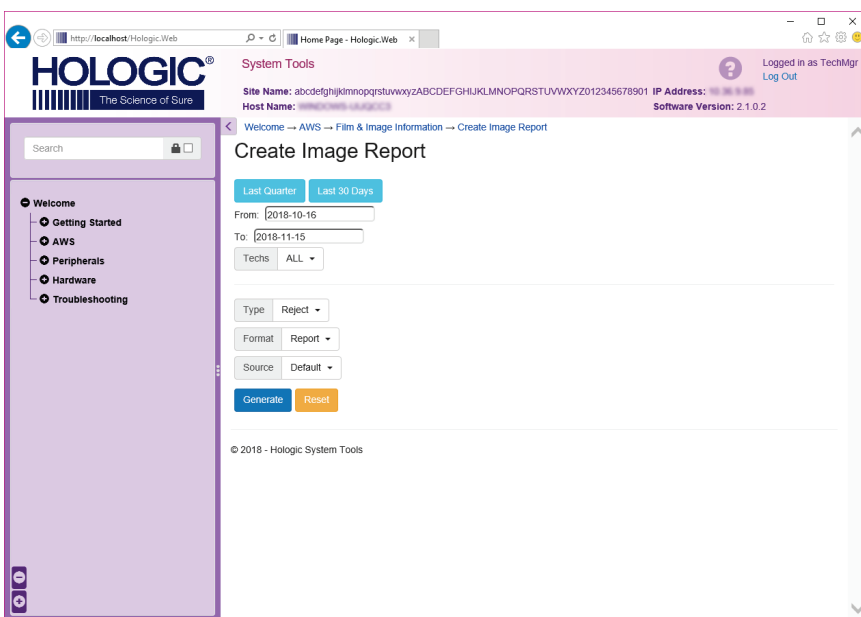 http://localhost/Hologic.Web
Home Page - Hologic.Web
HOLOGIC®
The Science of Sure
System Tools
Logged in as TechMgr
Log Out
Site Name: abcdefghijklmnopqrstuvwxyzABCDEFGHIJKLMNOPQRSTUVWXYZ012345678901 IP Address:
Host Name:
Software Version: 2.1.0.2
Welcome → AWS → Film & Image Information → Create Image Report
Search
Create Image Report
Last Quarter Last 30 Days
From: 2018-10-16
To: 2018-11-15
Techs ALL
Welcome
Getting Started
AWS
Peripherals
Hardware
Troubleshooting
Type Reject
Format Report
Source Default
Generate Reset
© 2018 - Hologic System Tools